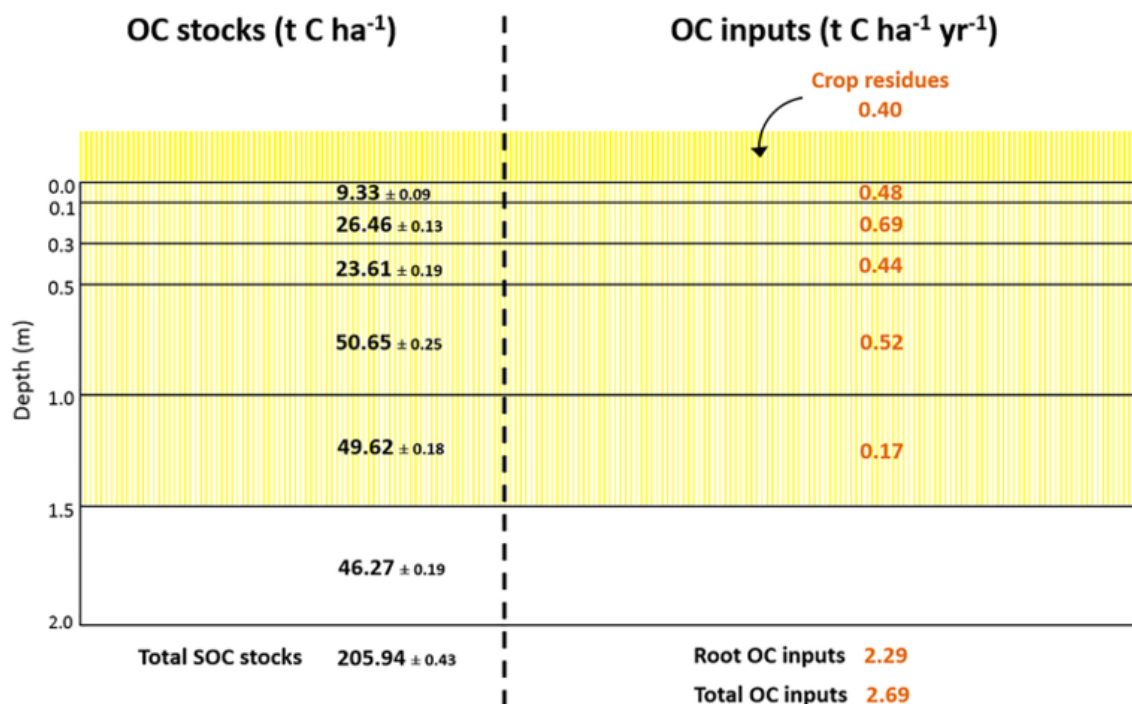 OC stocks (t C ha⁻¹)
OC inputs (t C ha⁻¹ yr⁻¹)
Crop residues
0.40
0.0
9.33 ± 0.09
0.48
0.1
26.46 ± 0.13
0.69
0.3
23.61 ± 0.19
0.44
0.5
50.65 ± 0.25
0.52
Depth (m)
1.0
49.62 ± 0.18
0.17
1.5
46.27 ± 0.19
2.0
Total SOC stocks 205.94 ± 0.43
Root OC inputs 2.29
Total OC inputs 2.69